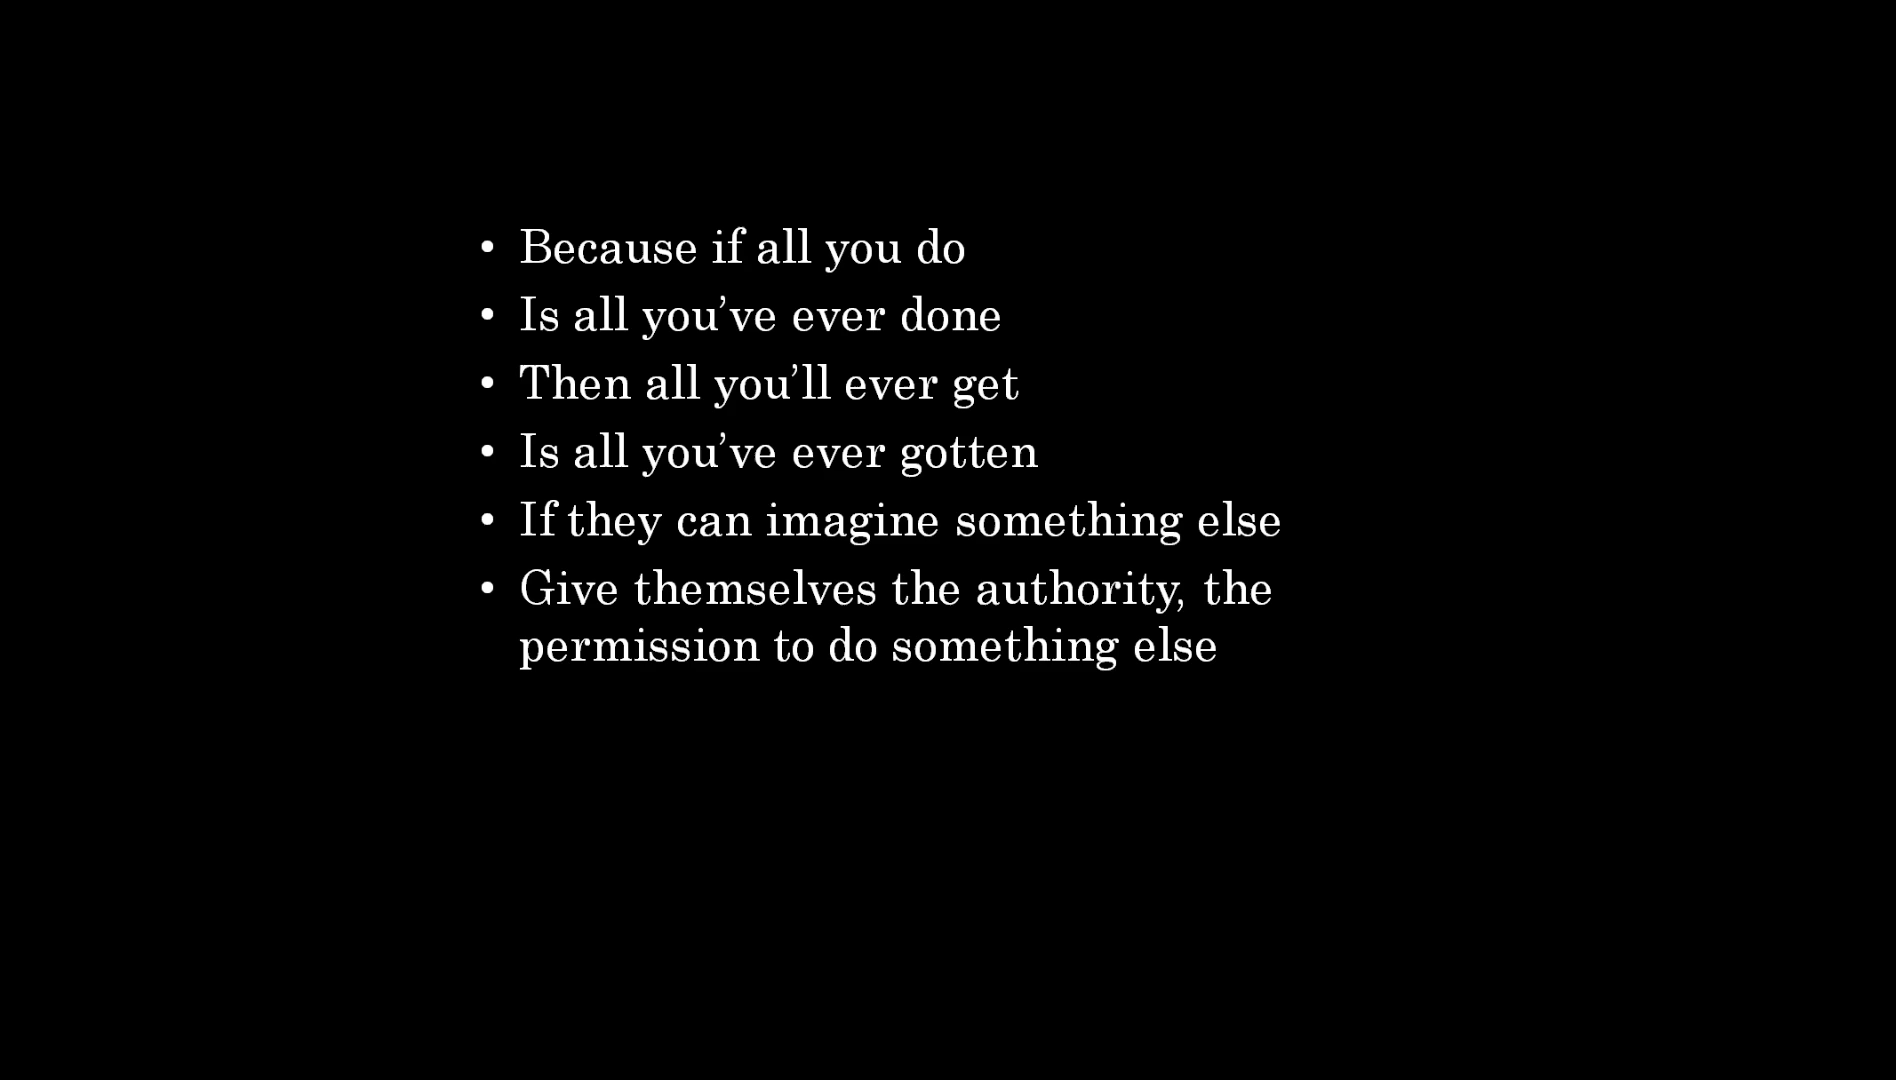 • Because if all you do
• Is all you’ve ever done
• Then all you’ll ever get
• Is all you’ve ever gotten
• If they can imagine something else
• Give themselves the authority, the
permission to do something else